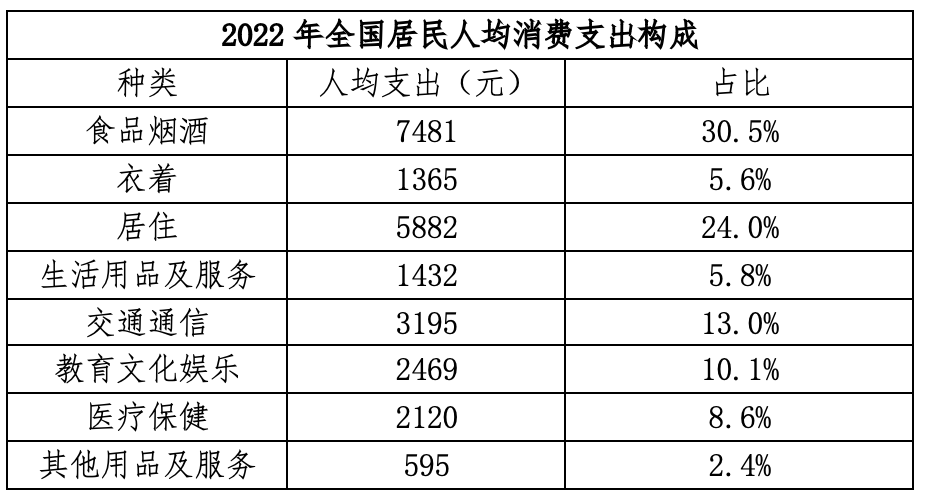 2022 年全国居民人均消费支出构成
种类 人均支出（元） 占比
食品烟酒 7481 30.5%
衣着 1365 5.6%
居住 5882 24.0%
生活用品及服务 1432 5.8%
交通通信 3195 13.0%
教育文化娱乐 2469 10.1%
医疗保健 2120 8.6%
其他用品及服务 595 2.4%